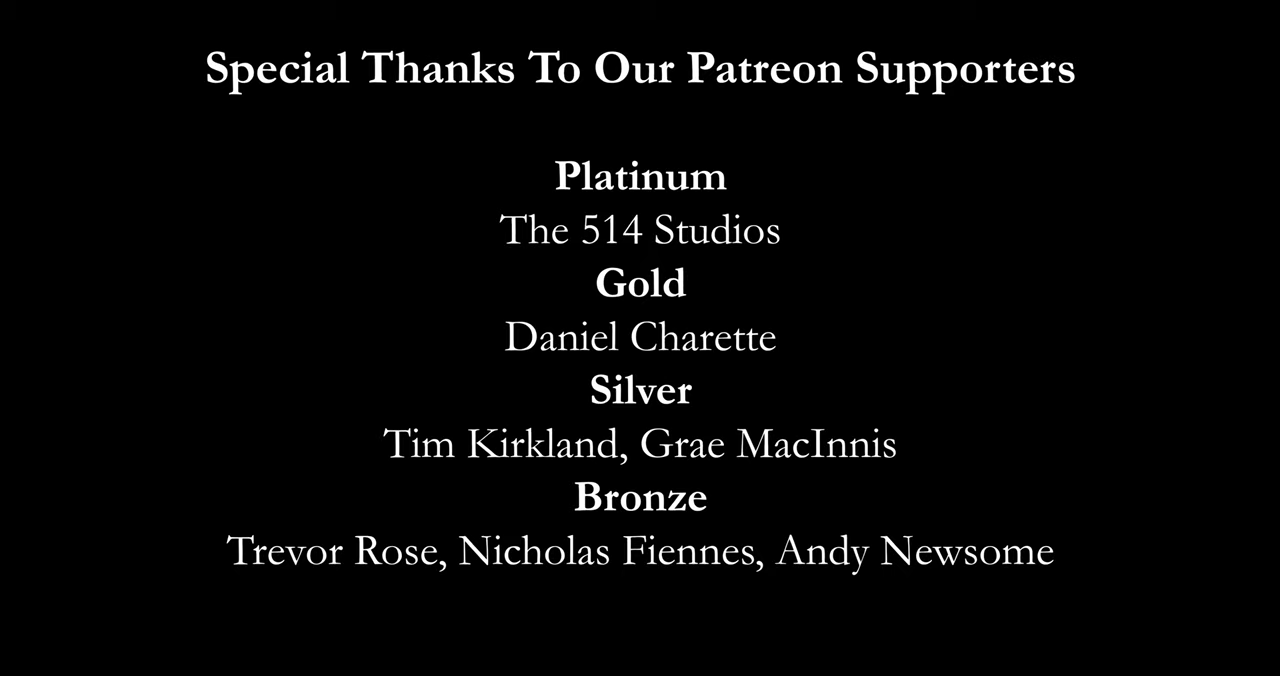 Special Thanks To Our Patreon Supporters
Platinum
The 514 Studios
Gold
Daniel Charette
Silver
Tim Kirkland, Grae MacInnis
Bronze
Trevor Rose, Nicholas Fiennes, Andy Newsome